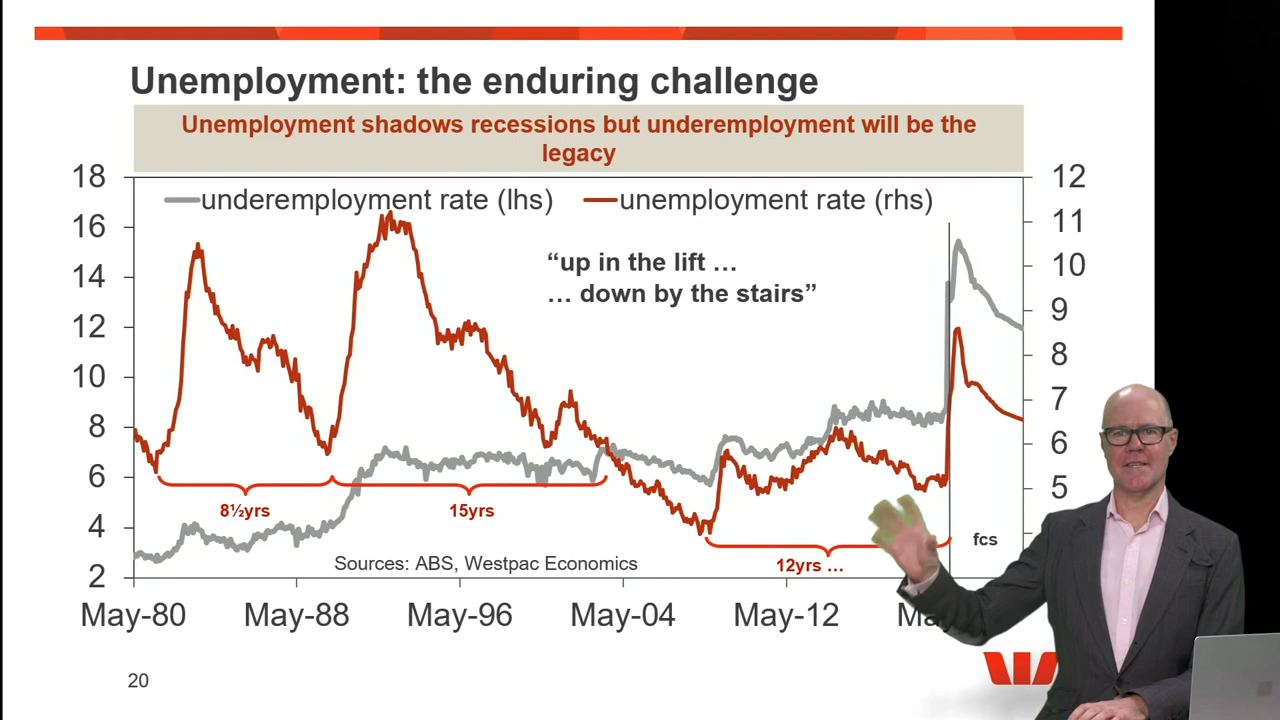 Unemployment: the enduring challenge
Unemployment shadows recessions but underemployment will be the
legacy
18
16
14
12
10
8
6
4
2
underemployment rate (lhs)
unemployment rate (rhs)
12
11
10
9
8
7
6
5
“up in the lift …
… down by the stairs”
8½yrs
15yrs
12yrs …
fcs
Sources: ABS, Westpac Economics
May-80
May-88
May-96
May-04
May-12
20